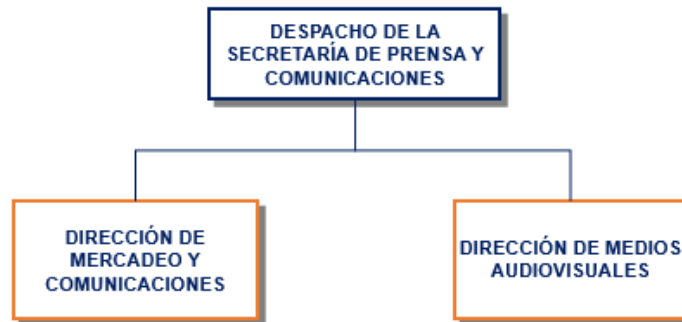 DESPACHO DE LA
SECRETARÍA DE PRENSA Y
COMUNICACIONES
DIRECCIÓN DE
MERCADEO Y
COMUNICACIONES
DIRECCIÓN DE MEDIOS
AUDIOVISUALES